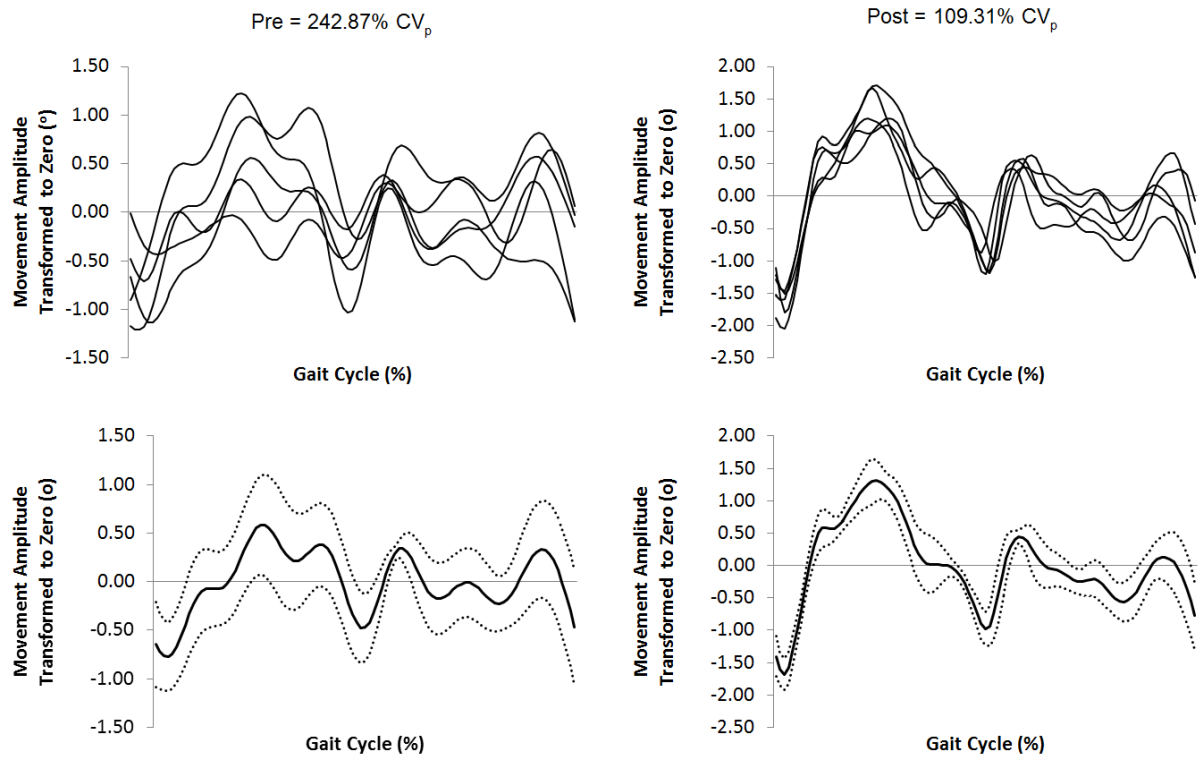 Pre = 242.87% CVp
Post = 109.31% CVp
Movement Amplitude
Transformed to Zero (º)
1.50
1.00
0.50
0.00
-0.50
-1.00
-1.50
Gait Cycle (%)
Movement Amplitude
Transformed to Zero (o)
2.00
1.50
1.00
0.50
0.00
-0.50
-1.00
-1.50
-2.00
-2.50
Gait Cycle (%)
Movement Amplitude
Transformed to Zero (o)
1.50
1.00
0.50
0.00
-0.50
-1.00
-1.50
Gait Cycle (%)
Movement Amplitude
Transformed to Zero (o)
2.00
1.50
1.00
0.50
0.00
-0.50
-1.00
-1.50
-2.00
-2.50
Gait Cycle (%)